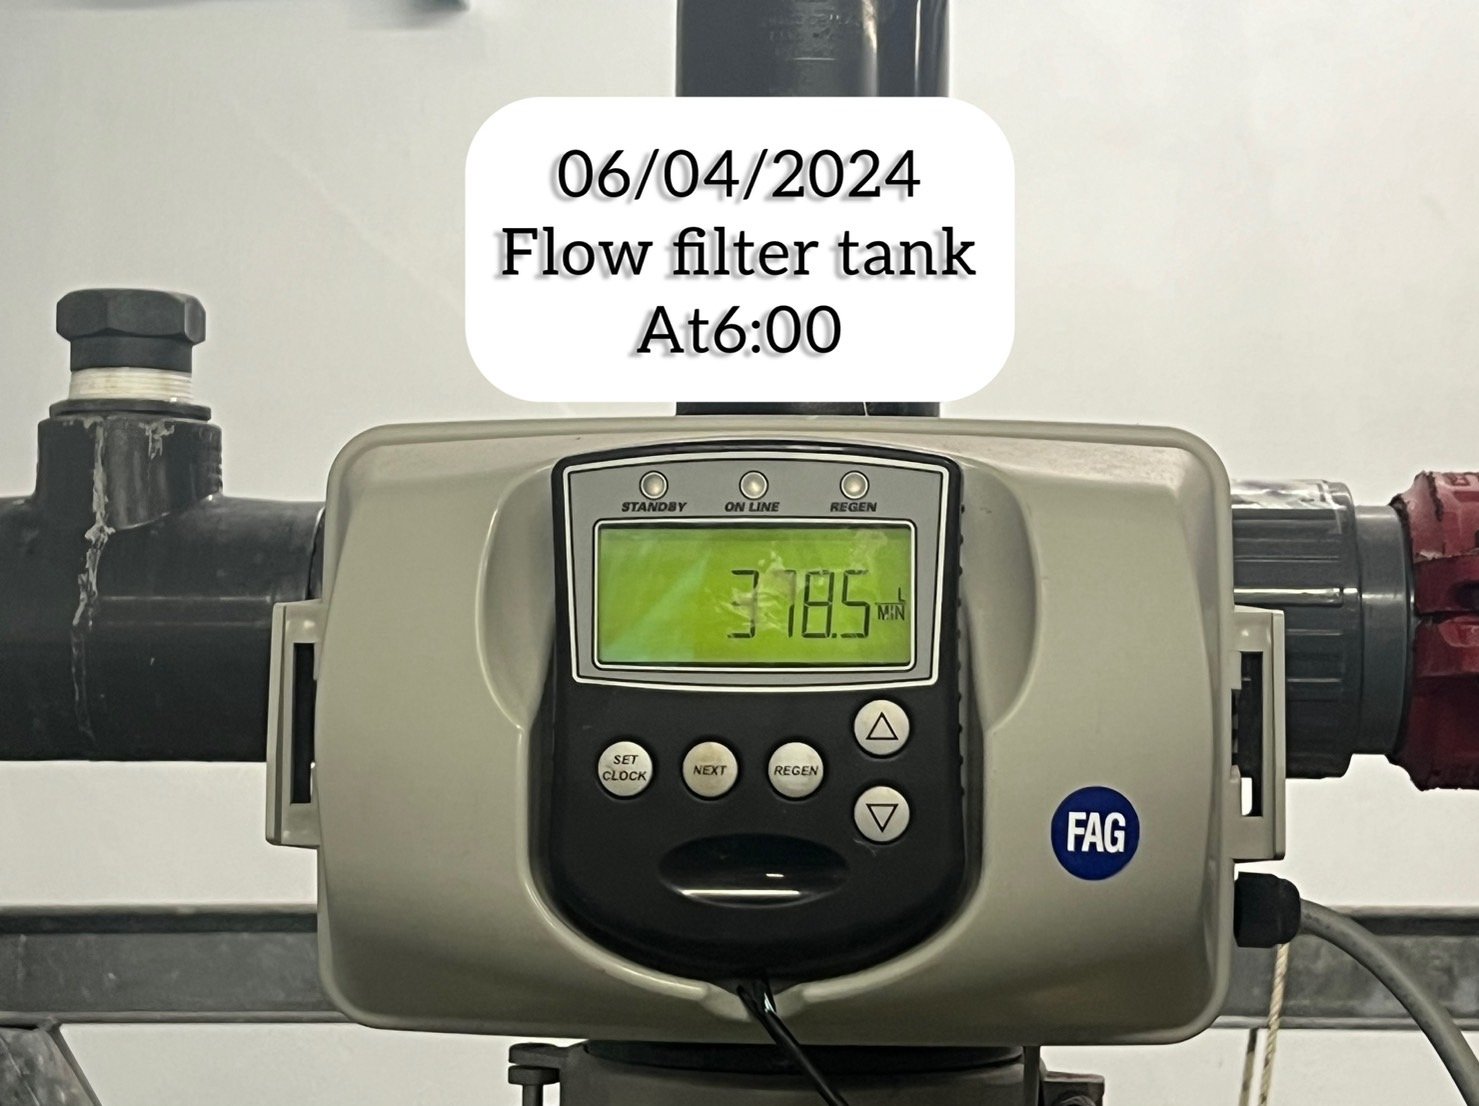 06/04/2024
Flow filter tank
At6:00
STANDBY ON LINE REGEN
378.5 L/MIN
SET CLOCK
NEXT
REGEN
FAG